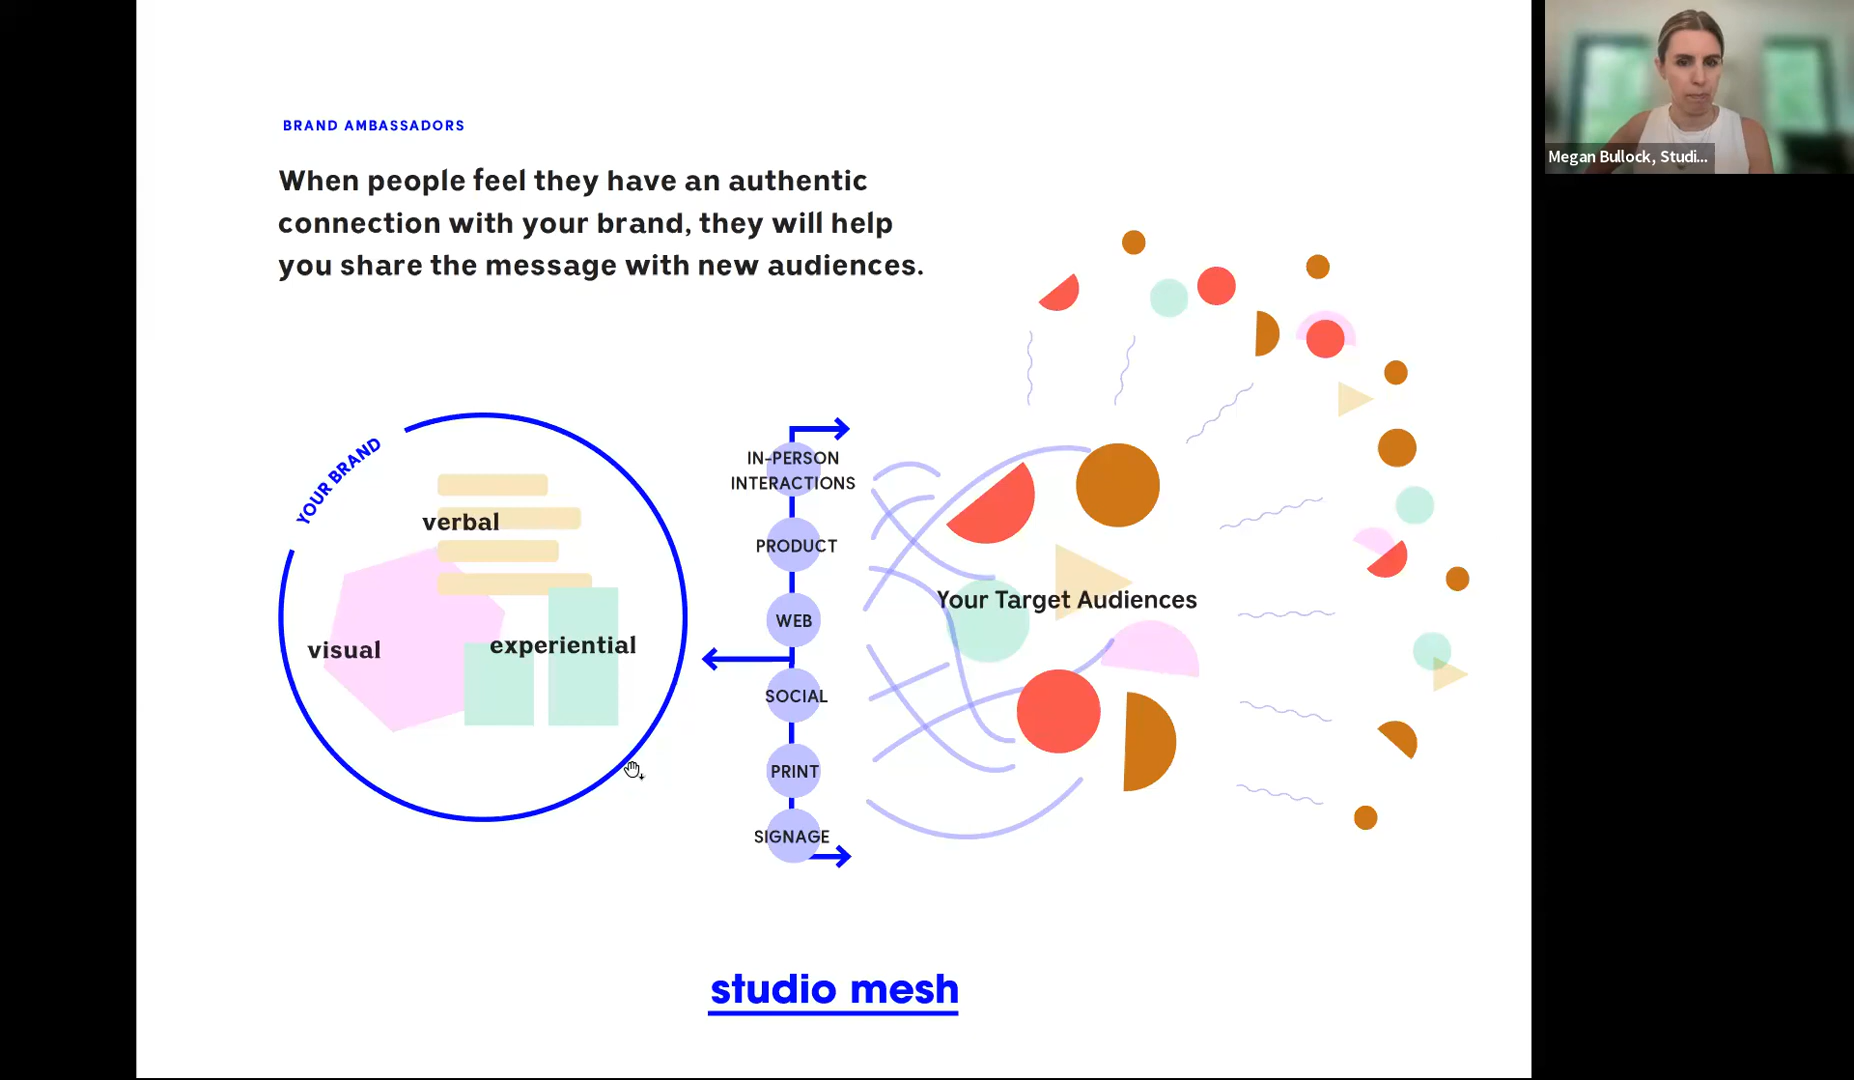 BRAND AMBASSADORS
When people feel they have an authentic
connection with your brand, they will help
you share the message with new audiences.
YOUR BRAND
verbal
visual
experiential
IN-PERSON
INTERACTIONS
PRODUCT
WEB
SOCIAL
PRINT
SIGNAGE
Your Target Audiences
studio mesh
Megan Bullock, Studi...